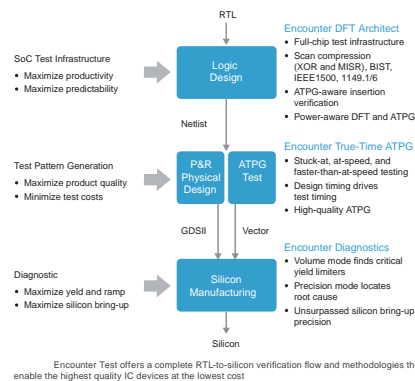 RTL
SoC Test Infrastructure
• Maximize productivity
• Maximize predictability
Logic
Design
Encounter DFT Architect
• Full-chip test infrastructure
• Scan compression
(XOR and MISR), BIST,
IEEE1500, 1149.1/6
• ATPG-aware insertion
verification
• Power-aware DFT and ATPG
Netlist
Test Pattern Generation
• Maximize product quality
• Minimize test costs
P&R
Physical
Design
ATPG
Test
Encounter True-Time ATPG
• Stuck-at, at-speed, and
faster-than-at-speed testing
• Design timing drives
test timing
• High-quality ATPG
GDSII
Vector
Diagnostic
• Maximize yield and ramp
• Maximize silicon bring-up
Silicon
Manufacturing
Encounter Diagnostics
• Volume mode finds critical
yield limiters
• Precision mode locates
root cause
• Unsurpassed silicon bring-up
precision
Silicon
Encounter Test offers a complete RTL-to-silicon verification flow and methodologies th
enable the highest quality IC devices at the lowest cost